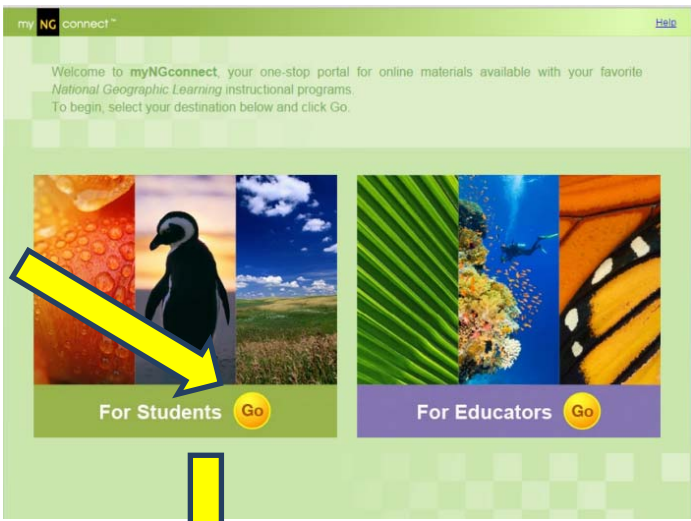 my NG connect™ Help
Welcome to myNGconnect, your one-stop portal for online materials available with your favorite
National Geographic Learning instructional programs.
To begin, select your destination below and click Go.
For Students Go For Educators Go